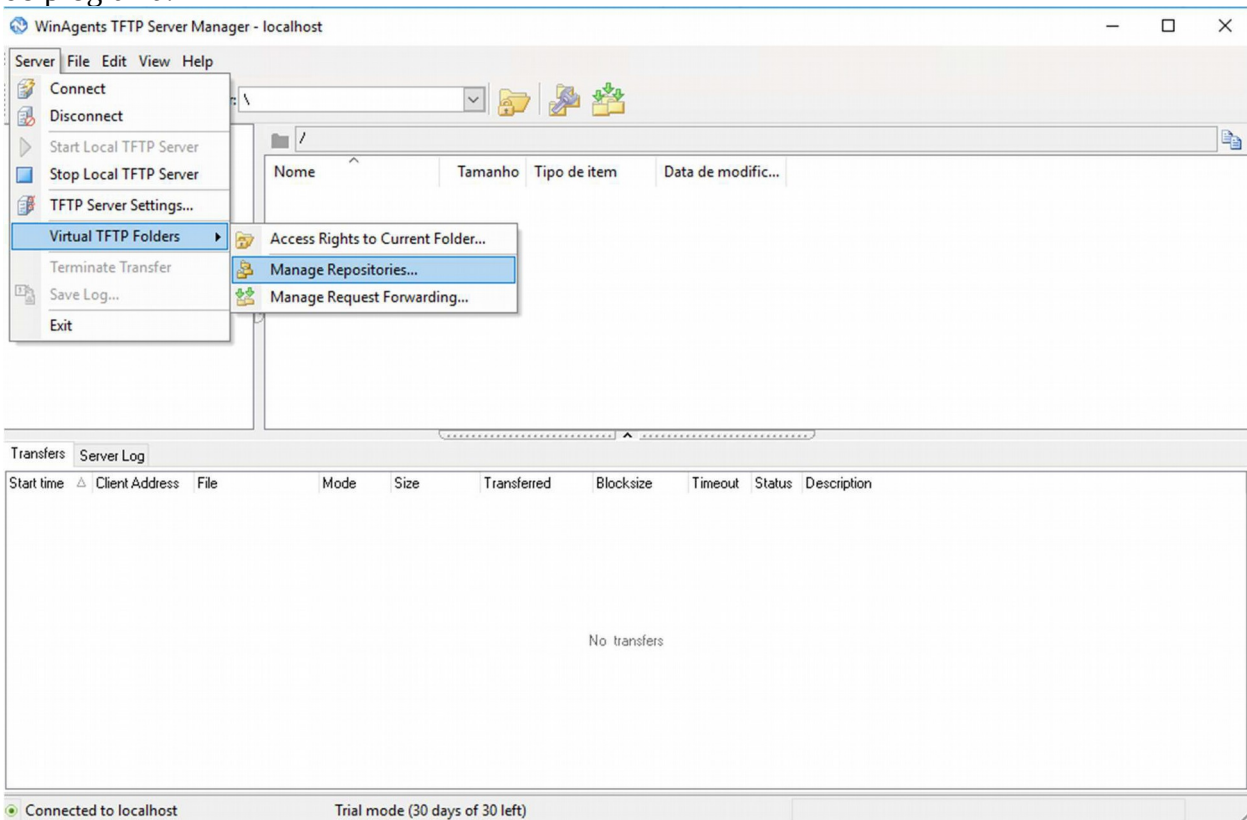 WinAgents TFTP Server Manager - localhost
Server File Edit View Help
Connect
Disconnect
Start Local TFTP Server
Stop Local TFTP Server
TFTP Server Settings...
Virtual TFTP Folders
Terminate Transfer
Save Log...
Exit
Access Rights to Current Folder...
Manage Repositories...
Manage Request Forwarding...
: \
/
Nome Tamanho Tipo de item Data de modific...
Transfers Server Log
Start time Client Address File Mode Size Transferred Blocksize Timeout Status Description
No transfers
Connected to localhost Trial mode (30 days of 30 left)